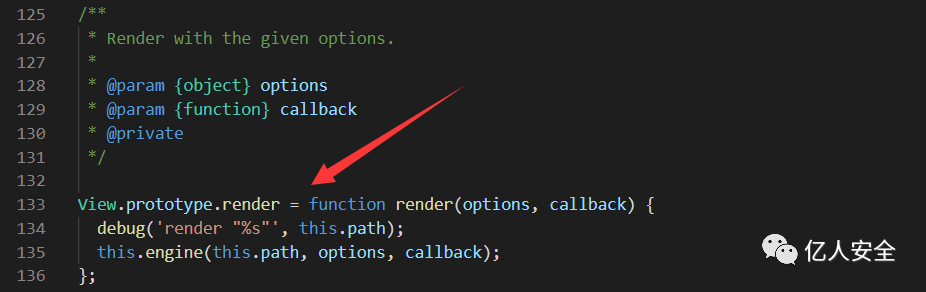 125 /**
126  * Render with the given options.
127  *
128  * @param {object} options
129  * @param {function} callback
130  * @private
131  */
132
133 View.prototype.render = function render(options, callback) {
134   debug('render "%s"', this.path);
135   this.engine(this.path, options, callback);
136 };
亿人安全